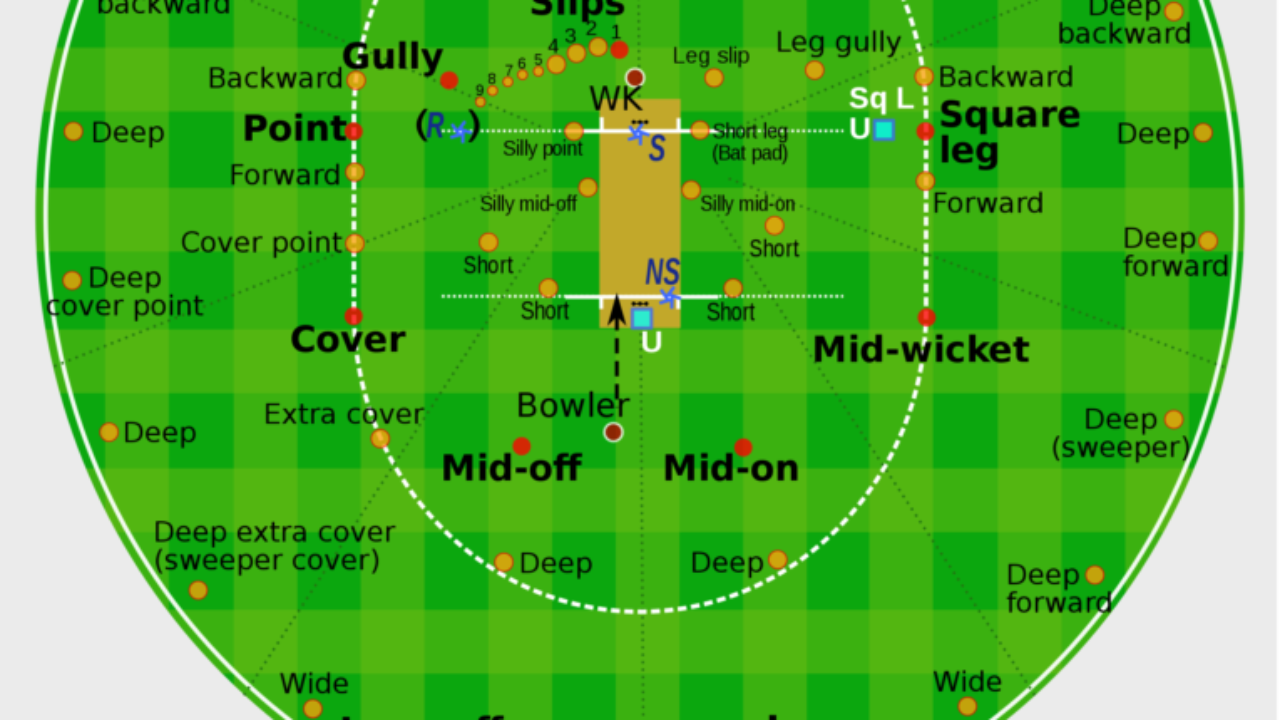 backward
Slips
Deep
backward
Gully
4 3 2 1
9 8 7 6 5
Leg slip
Leg gully
Backward
WK
Backward
Sq L
U
Square
leg
Deep
Point
(R)
Silly point
S
Short leg
(Bat pad)
Deep
Forward
Silly mid-off
Silly mid-on
Forward
Cover point
Short
Short
Deep
forward
Deep
cover point
NS
Short
Short
Cover
U
Mid-wicket
Extra cover
Bowler
Deep
Deep
(sweeper)
Mid-off
Mid-on
Deep extra cover
(sweeper cover)
Deep
Deep
Deep
forward
Wide
Wide